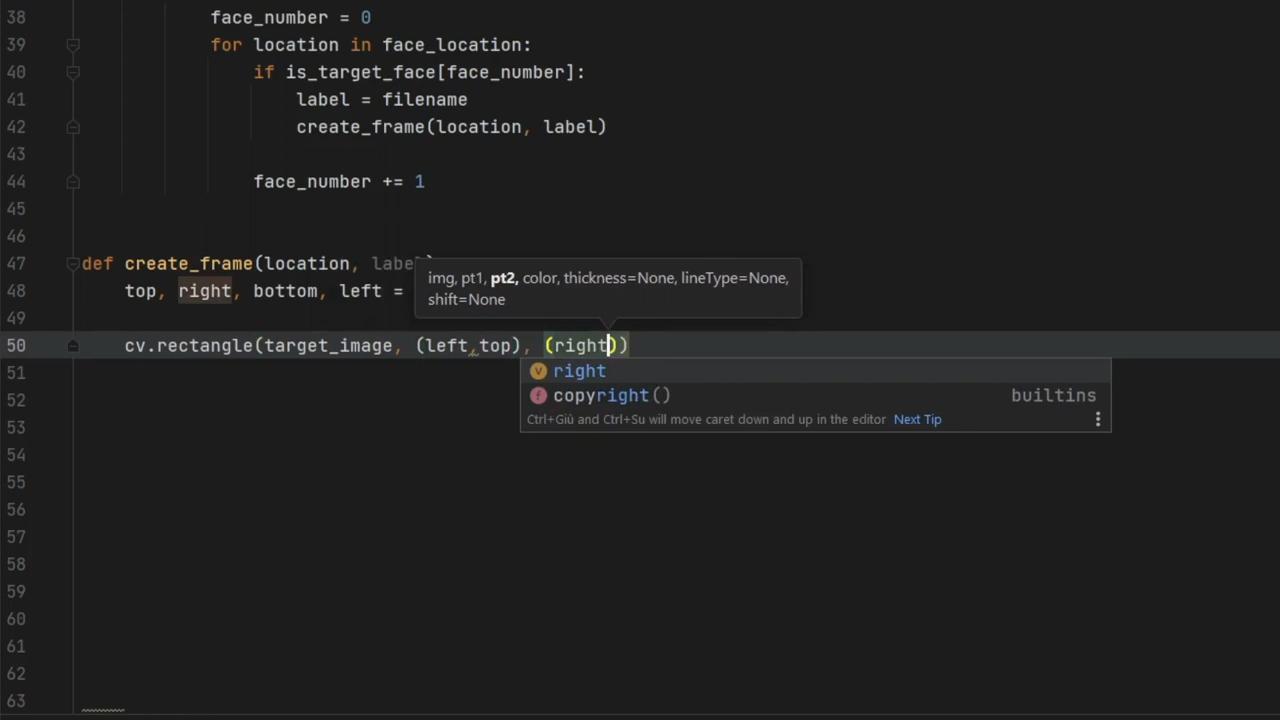 38 face_number = 0
39 for location in face_location:
40 if is_target_face[face_number]:
41 label = filename
42 create_frame(location, label)
43
44 face_number += 1
45
46
47 def create_frame(location, label)
img, pt1, pt2, color, thickness=None, lineType=None,
48 top, right, bottom, left =
shift=None
49
50 cv.rectangle(target_image, (left,top), (right))
51 right
52 copyright() builtins
53 Ctrl+Giù and Ctrl+Su will move caret down and up in the editor Next Tip
54
55
56
57
58
59
60
61
62
63